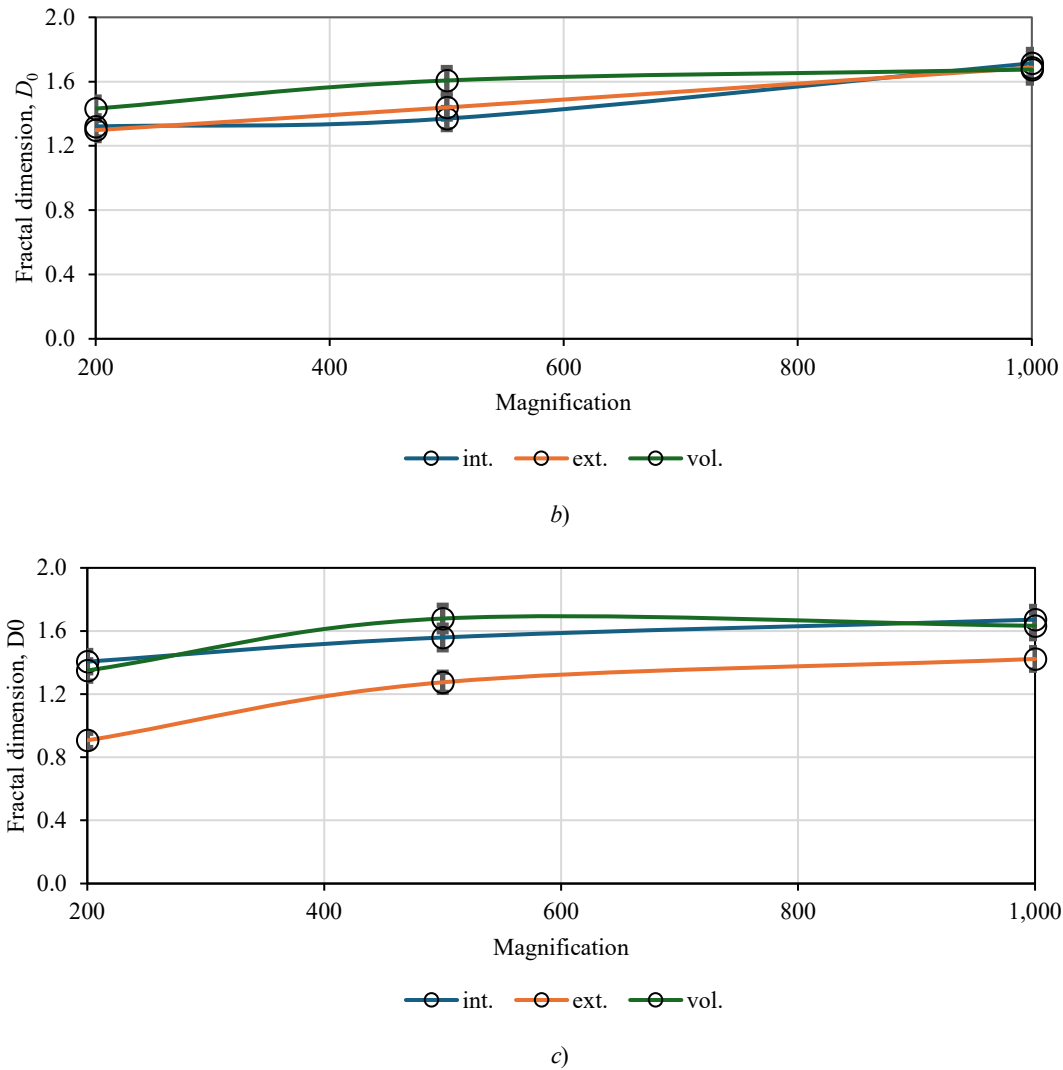 2.0
1.6
1.2
0.8
0.4
0.0
Fractal dimension, D₀
200 400 600 800 1,000
Magnification
int. ext. vol.
b)
2.0
1.6
1.2
0.8
0.4
0.0
Fractal dimension, D0
200 400 600 800 1,000
Magnification
int. ext. vol.
c)